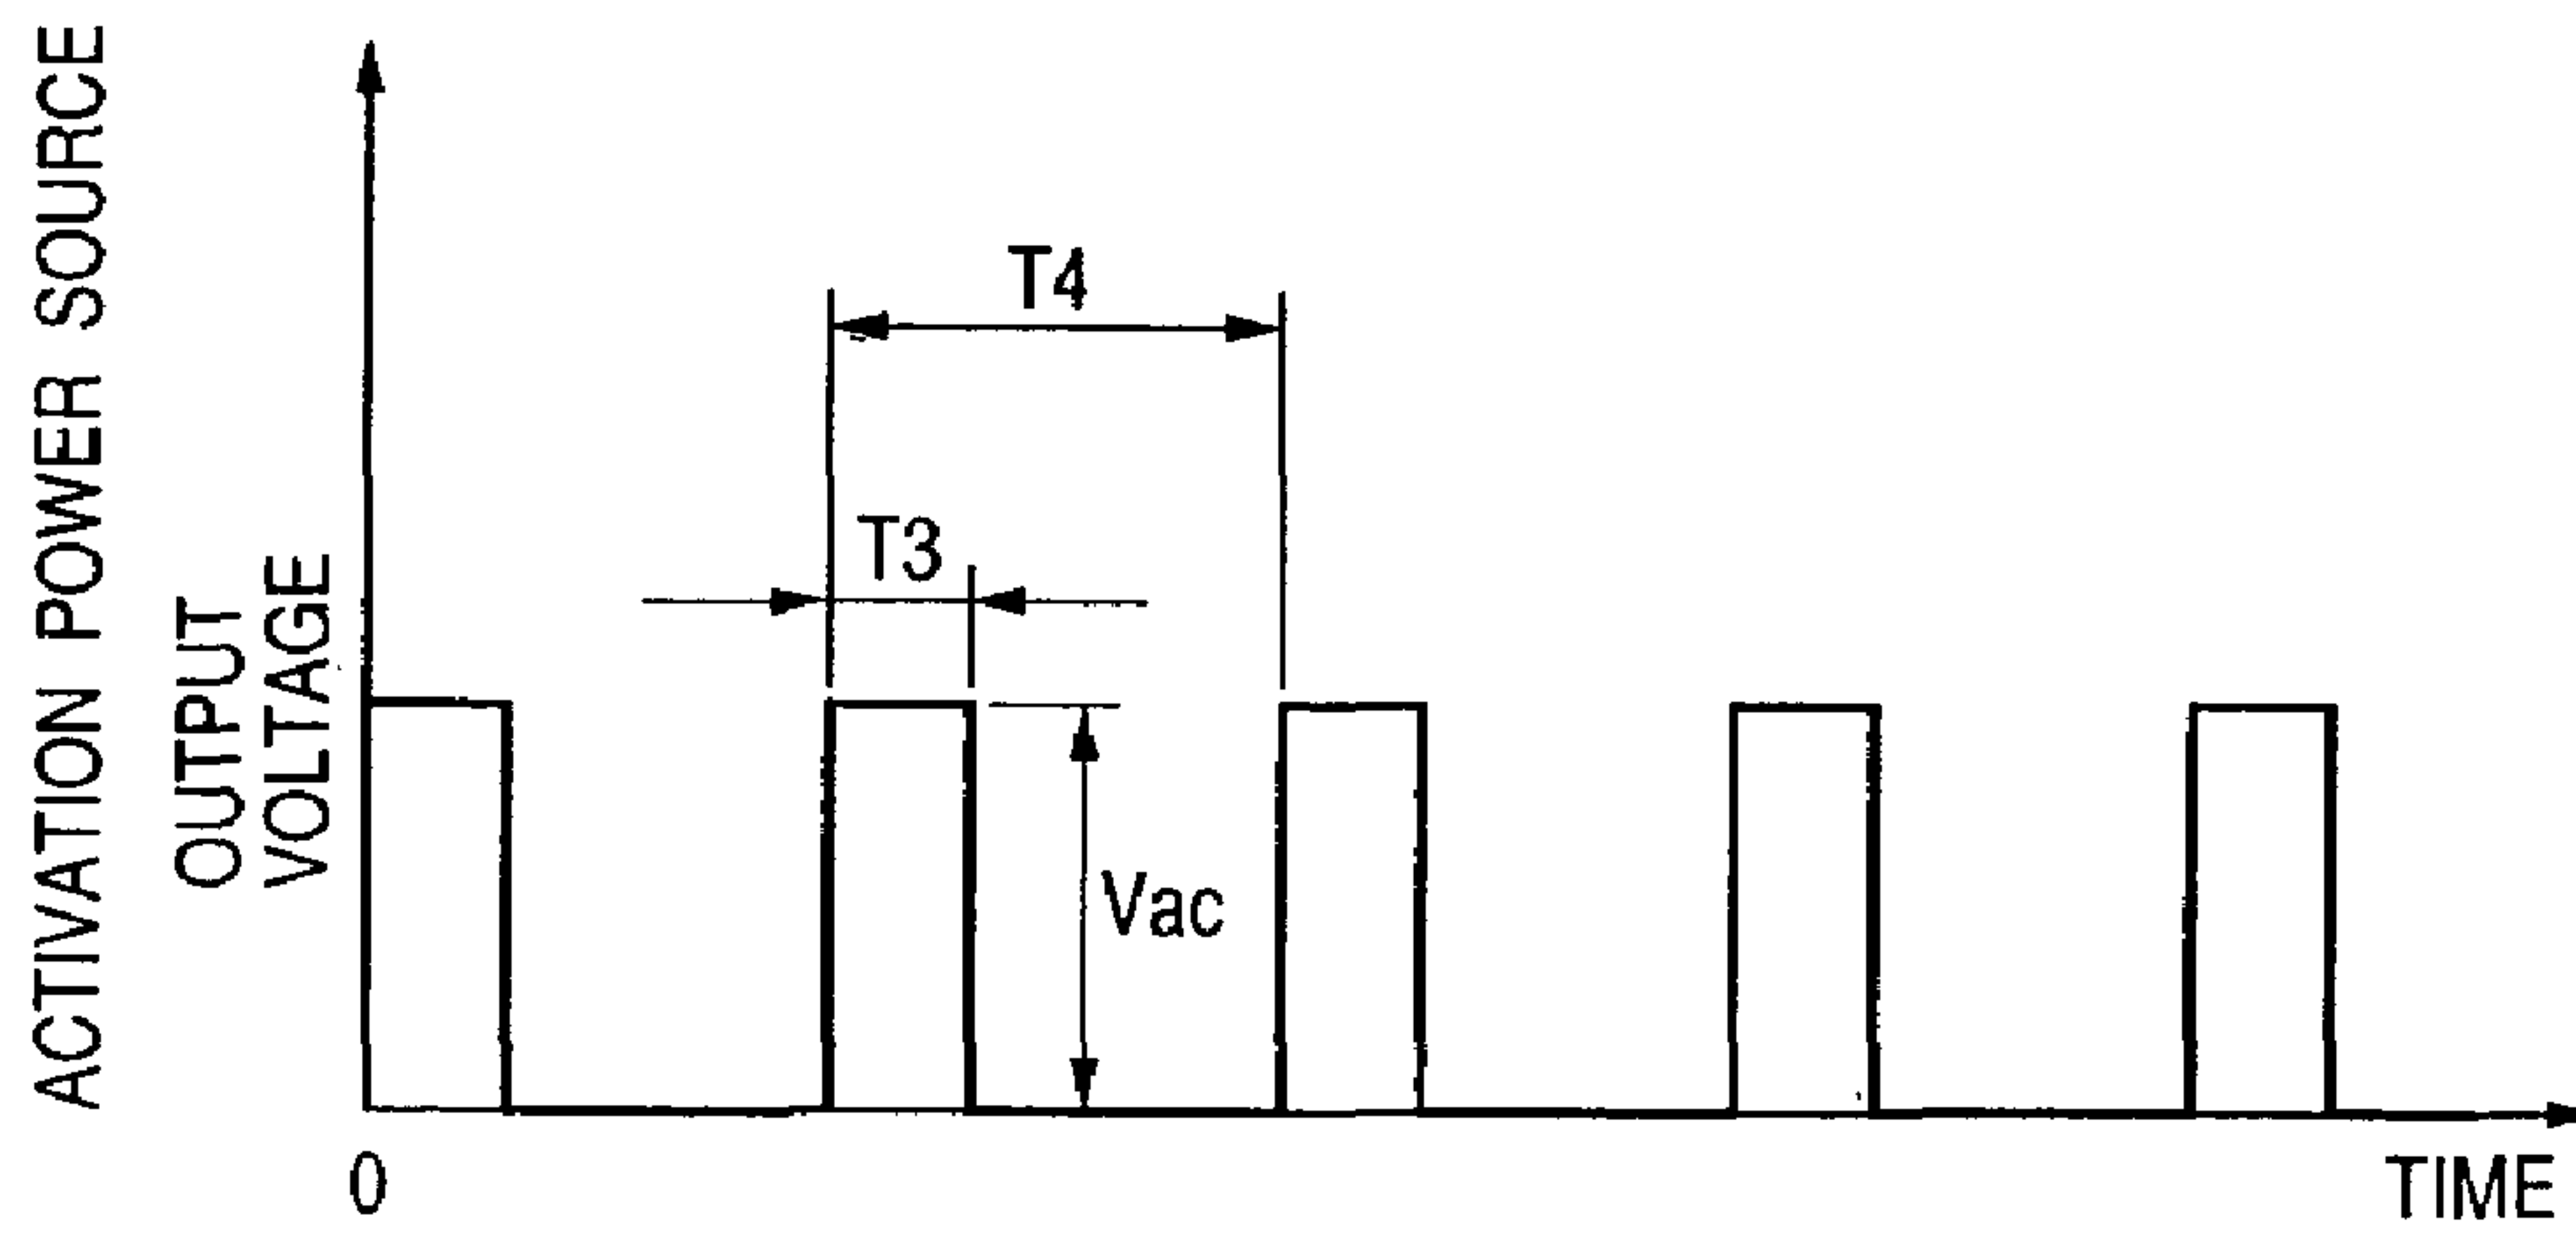 ACTIVATION POWER SOURCE
OUTPUT
VOLTAGE
T4
T3
Vac
0
TIME